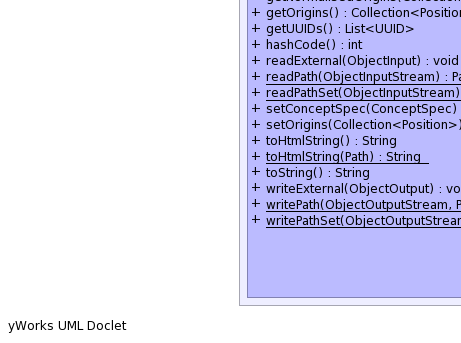 + getOrigins() : Collection<Position
+ getUUIDs() : List<UUID>
+ hashCode() : int
+ readExternal(ObjectInput) : void
+ readPath(ObjectInputStream) : Pa
+ readPathSet(ObjectInputStream)
+ setConceptSpec(ConceptSpec)
+ setOrigins(Collection<Position>)
+ toHtmlString() : String
+ toHtmlString(Path) : String
+ toString() : String
+ writeExternal(ObjectOutput) : vo
+ writePath(ObjectOutputStream, P
+ writePathSet(ObjectOutputStream
yWorks UML Doclet